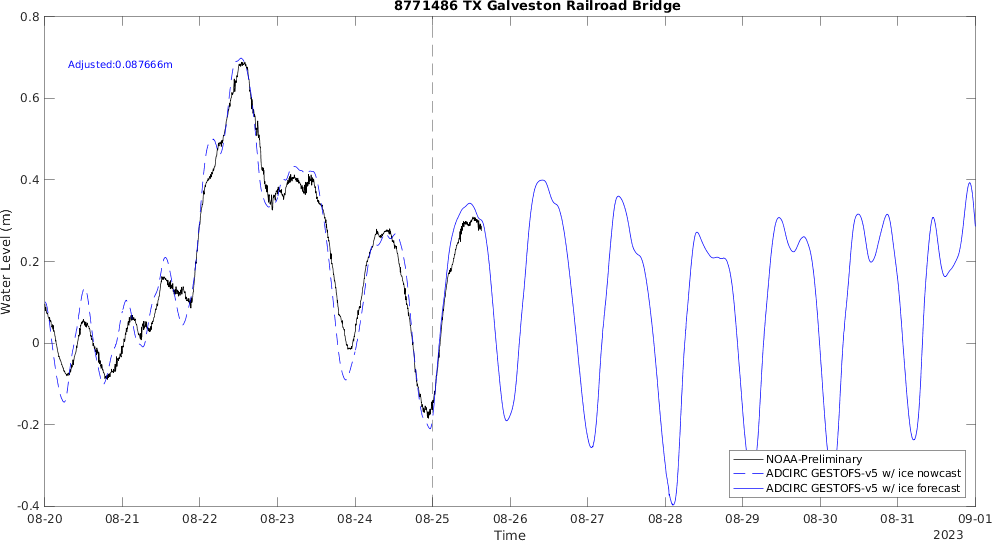 8771486 TX Galveston Railroad Bridge
Adjusted:0.087666m
0.8
0.6
0.4
0.2
0
-0.2
-0.4
Water Level (m)
NOAA-Preliminary
ADCIRC GESTOFS-v5 w/ ice nowcast
ADCIRC GESTOFS-v5 w/ ice forecast
08-20 08-21 08-22 08-23 08-24 08-25 08-26 08-27 08-28 08-29 08-30 08-31 09-01
Time
2023